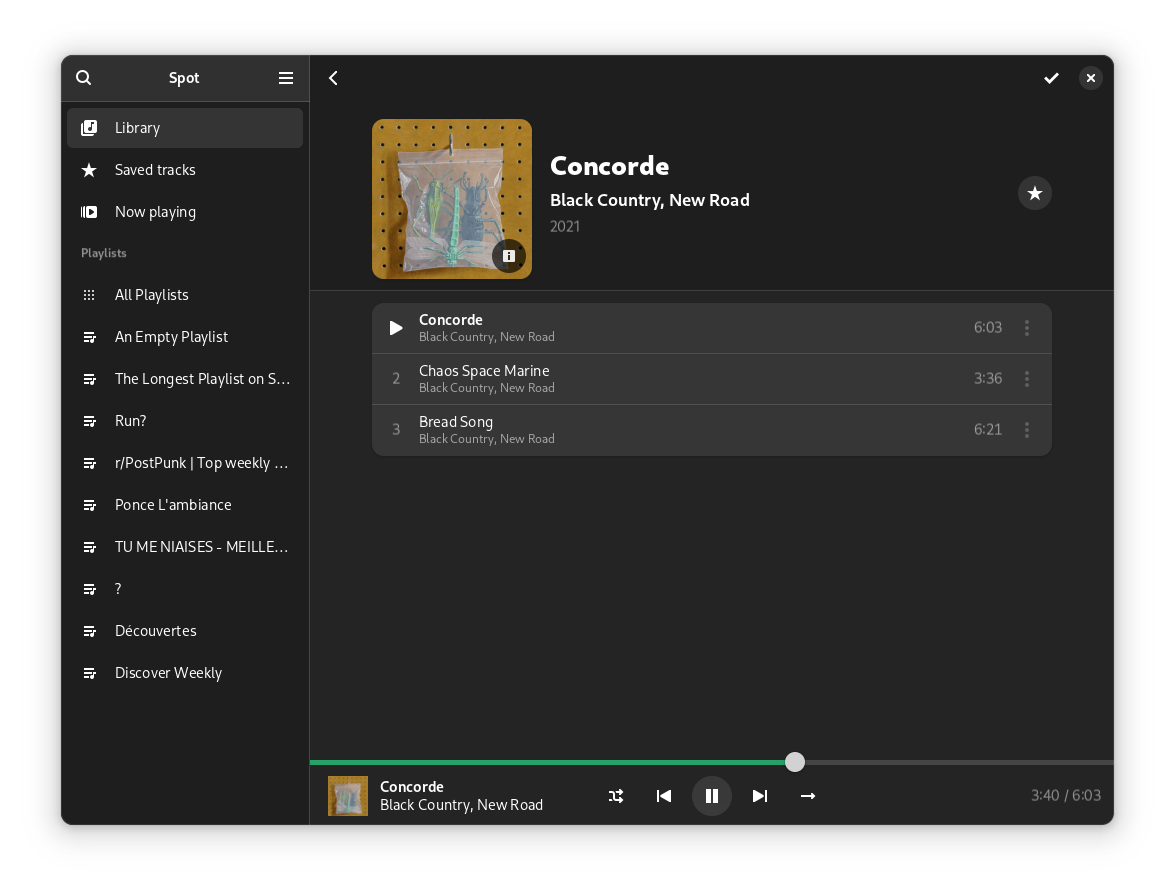 Spot
Library
Saved tracks
Now playing
Playlists
All Playlists
An Empty Playlist
The Longest Playlist on S…
Run?
r/PostPunk | Top weekly …
Ponce L'ambiance
TU ME NIAISES - MEILLE…
?
Découvertes
Discover Weekly
Concorde
Black Country, New Road
2021
Concorde
Black Country, New Road
6:03
2
Chaos Space Marine
Black Country, New Road
3:36
3
Bread Song
Black Country, New Road
6:21
Concorde
Black Country, New Road
3:40 / 6:03